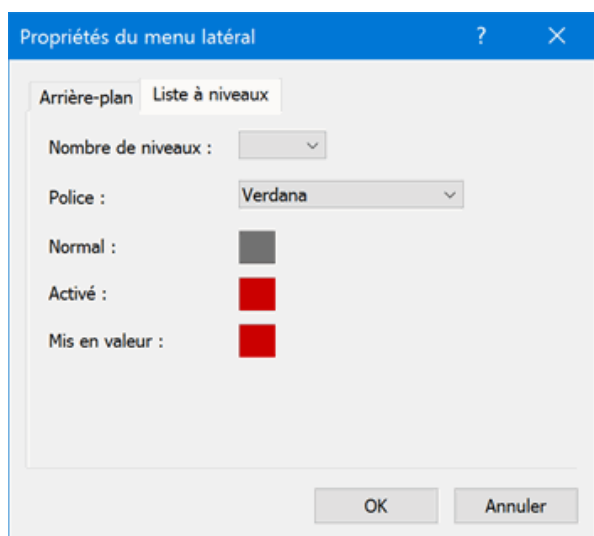 Propriétés du menu latéral ?
Arrière-plan Liste à niveaux
Nombre de niveaux :
Police : Verdana
Normal :
Activé :
Mis en valeur :
OK Annuler